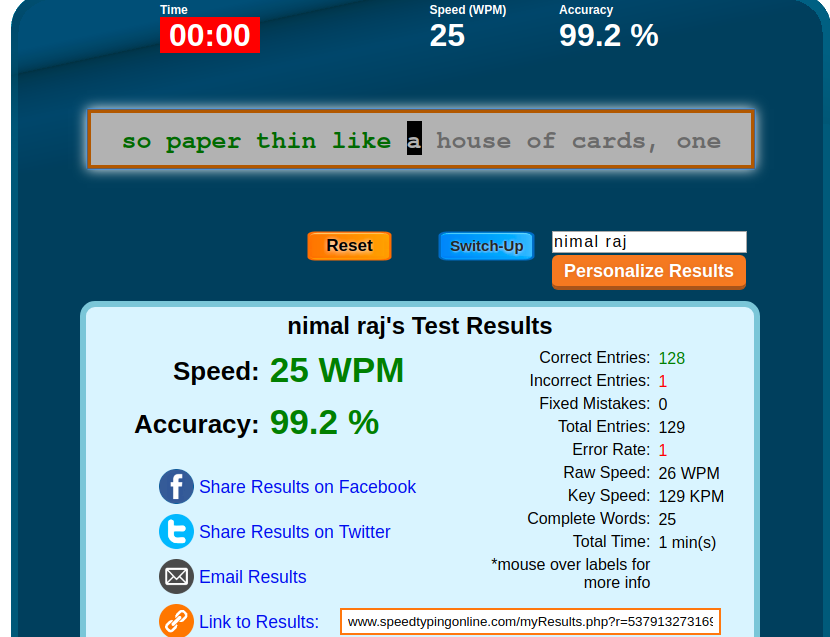 Time Speed (WPM) Accuracy
00:00 25 99.2 %
so paper thin like a house of cards, one
Reset Switch-Up nimal raj
Personalize Results
nimal raj's Test Results
Speed: 25 WPM
Accuracy: 99.2 %
Share Results on Facebook
Share Results on Twitter
Email Results
Link to Results: www.speedtypingonline.com/myResults.php?r=537913273169
Correct Entries: 128
Incorrect Entries: 1
Fixed Mistakes: 0
Total Entries: 129
Error Rate: 1
Raw Speed: 26 WPM
Key Speed: 129 KPM
Complete Words: 25
Total Time: 1 min(s)
*mouse over labels for
more info